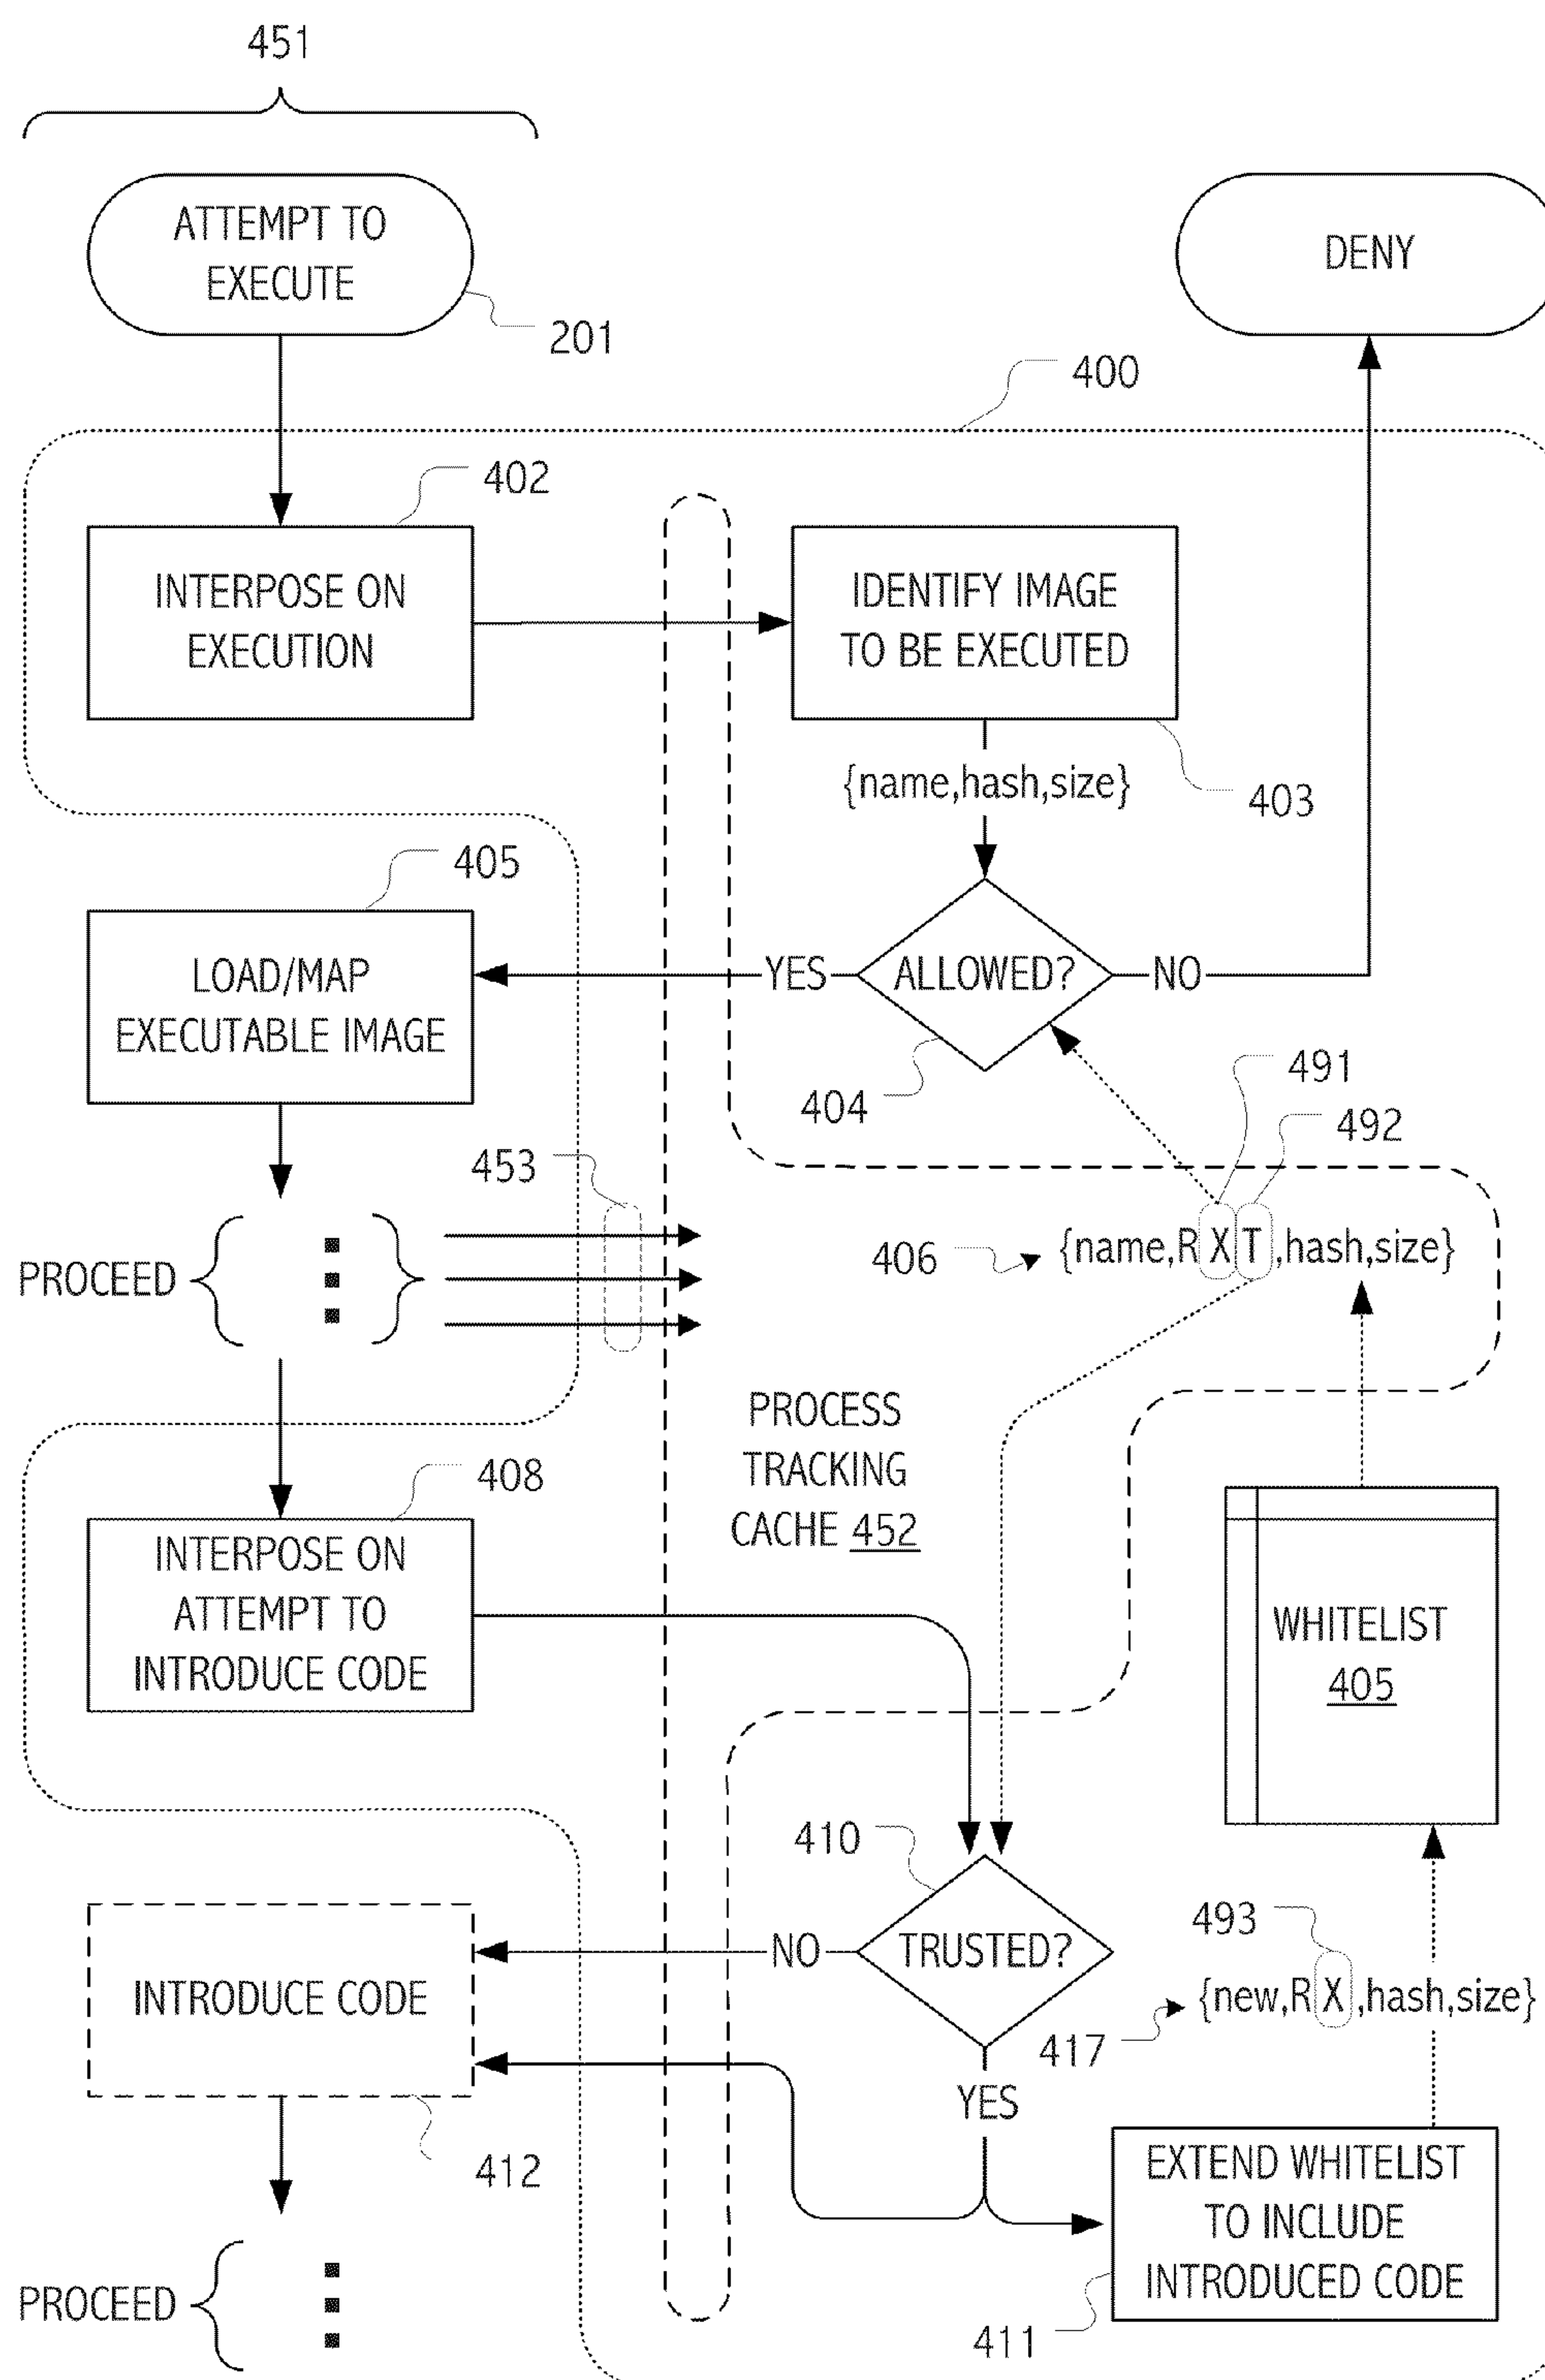 451
ATTEMPT TO
EXECUTE
201
DENY
400
402
INTERPOSE ON
EXECUTION
IDENTIFY IMAGE
TO BE EXECUTED
{name,hash,size}
403
405
LOAD/MAP
EXECUTABLE IMAGE
YES
ALLOWED?
NO
404
491
492
453
PROCEED
406
{name,RXT,hash,size}
PROCESS
TRACKING
CACHE 452
408
INTERPOSE ON
ATTEMPT TO
INTRODUCE CODE
WHITELIST
405
410
NO
TRUSTED?
493
INTRODUCE CODE
{new,RX,hash,size}
417
YES
412
EXTEND WHITELIST
TO INCLUDE
INTRODUCED CODE
PROCEED
411